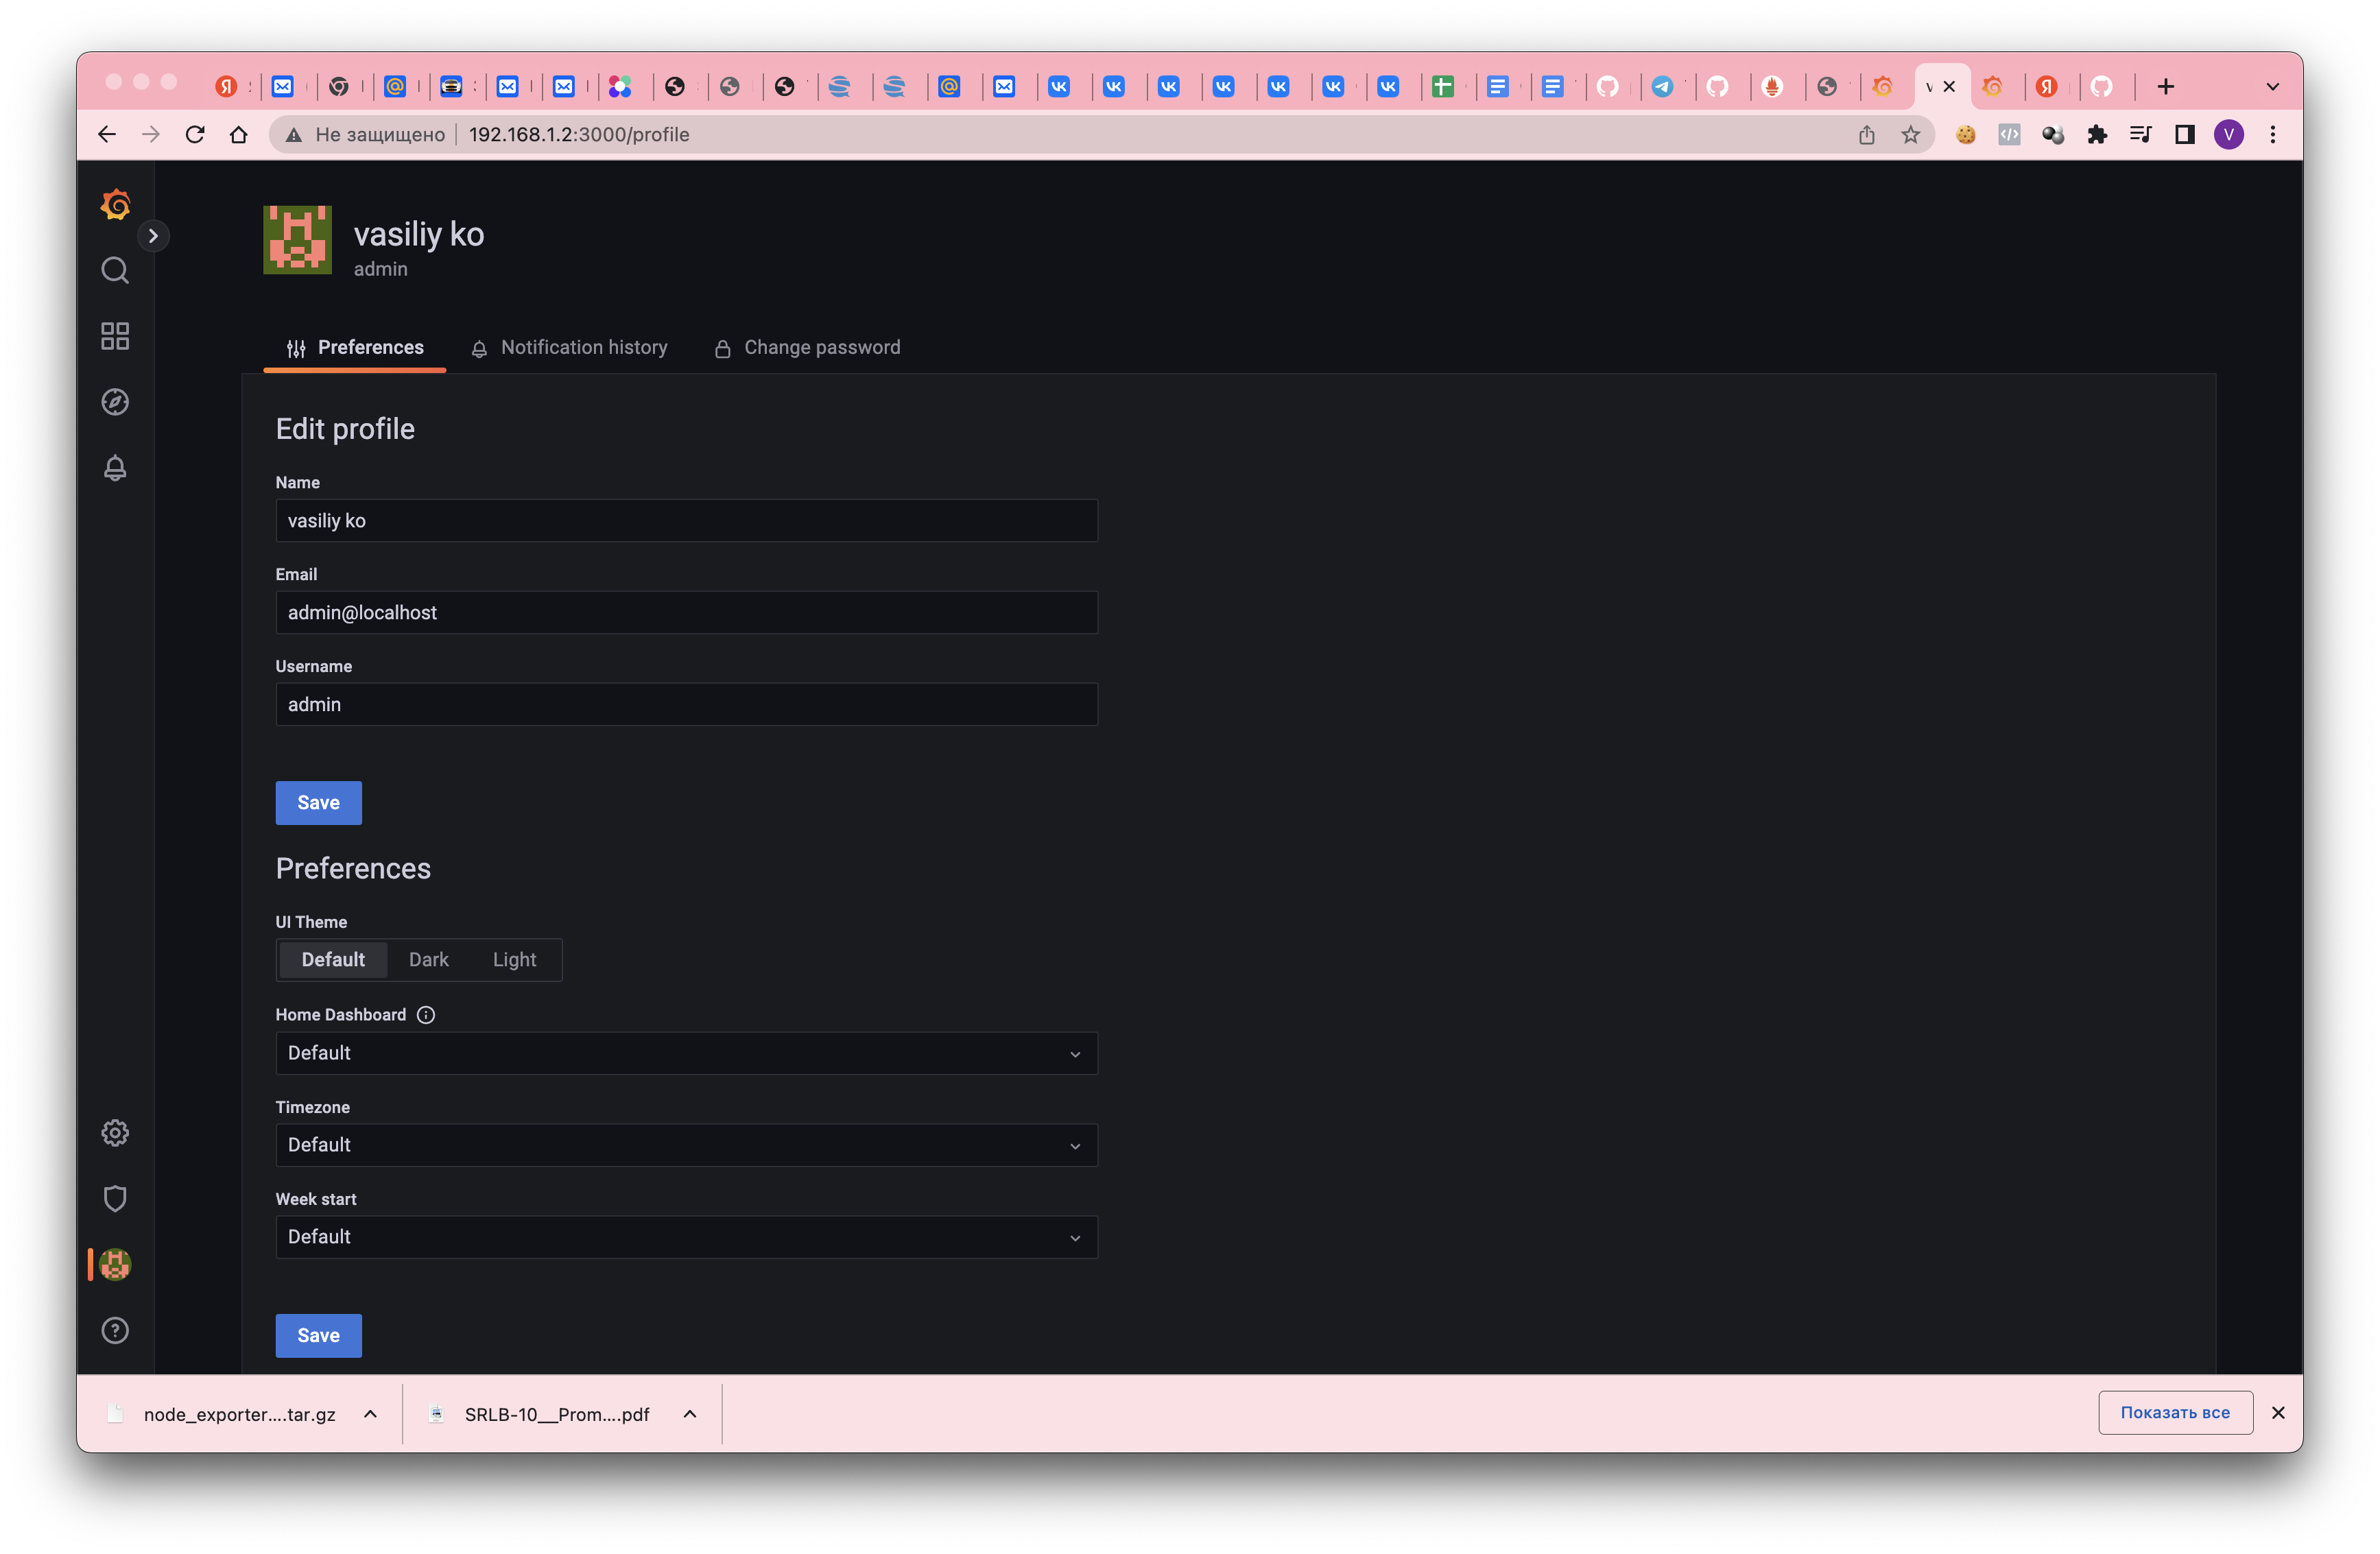 Не защищено 192.168.1.2:3000/profile
V
vasiliy ko
admin
Preferences Notification history Change password
Edit profile
Name
vasiliy ko
Email
admin@localhost
Username
admin
Save
Preferences
UI Theme
Default Dark Light
Home Dashboard
Default
Timezone
Default
Week start
Default
Save
node_exporter....tar.gz SRLB-10__Prom....pdf Показать все